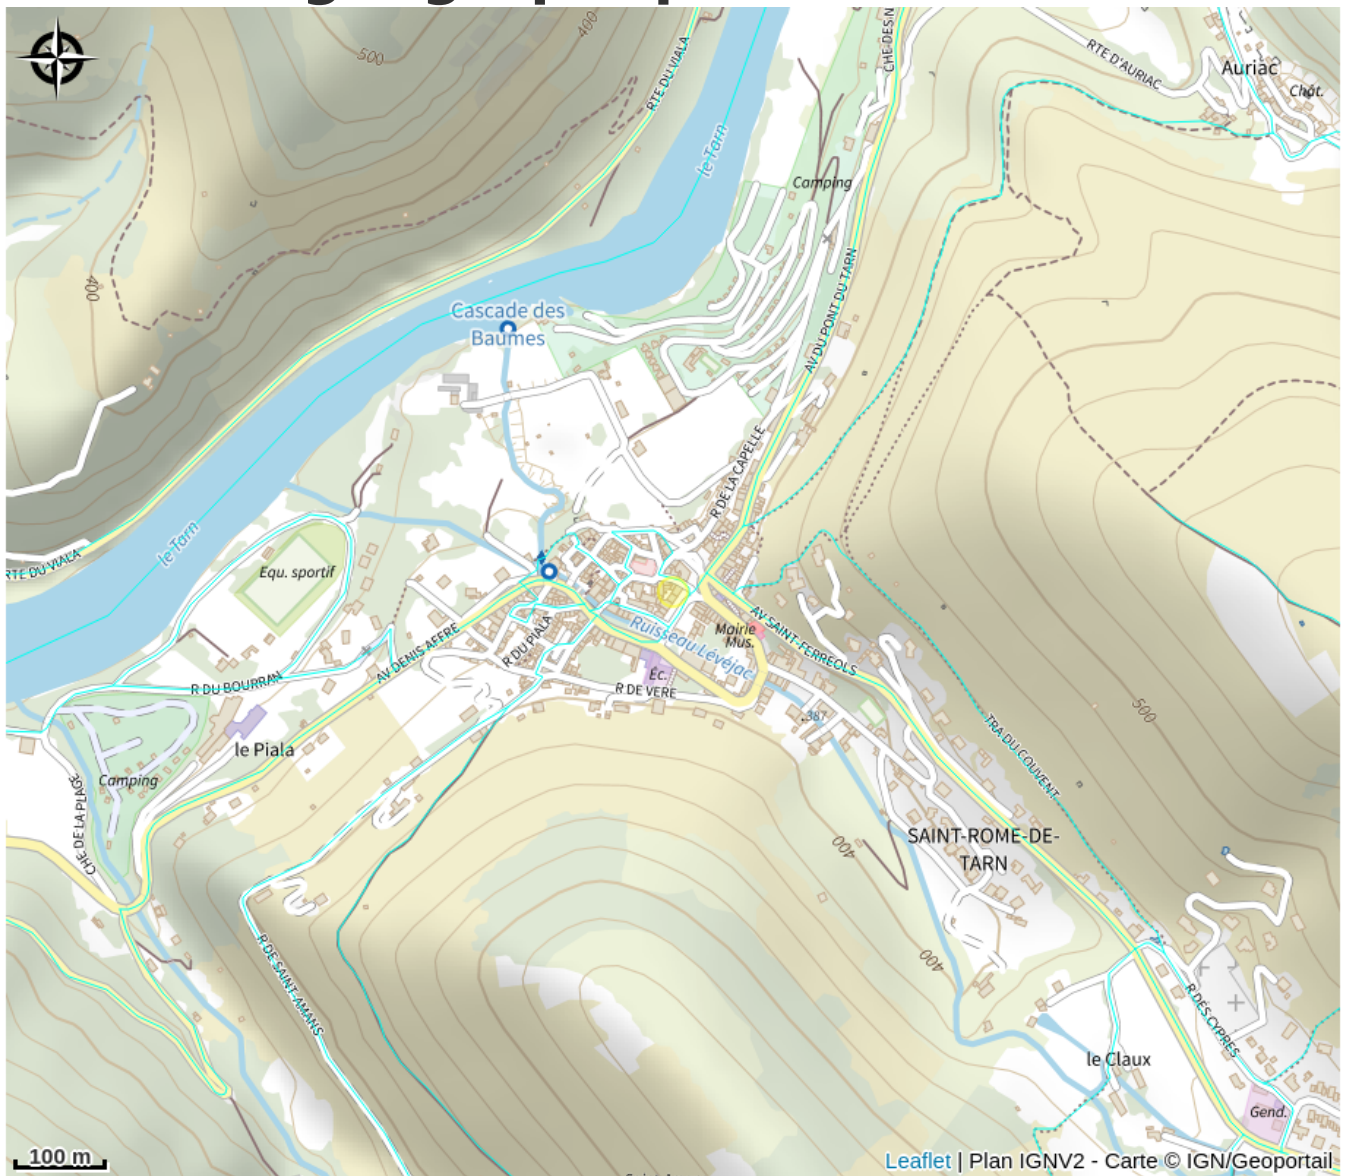 500
400
RTE DU VIALA
le Tarn
CHE DES N
RTE D'AURIAC
Auriac
Chât.
Camping
400
AV DU PONT DU TARN
Cascade des
Baumes
R DE LA CAPELLE
le Tarn
RTE DU VIALA
Equ. sportif
Mairie
Mus.
AV SAINT-FERREOLS
Ruisseau Lévéjac
R DU PIALA
AV DENIS AFFRE
Éc.
R DE VERE
R DU BOURRAN
387
500
TRA DU COUVENT
le Piala
Camping
CHE DE LA PLAGE
400
SAINT-ROME-DE-
TARN
400
R DE SAINT-AMANS
R DES CYPRES
le Claux
Gend.
100 m
Leaflet | Plan IGNV2 - Carte © IGN/Geoportail